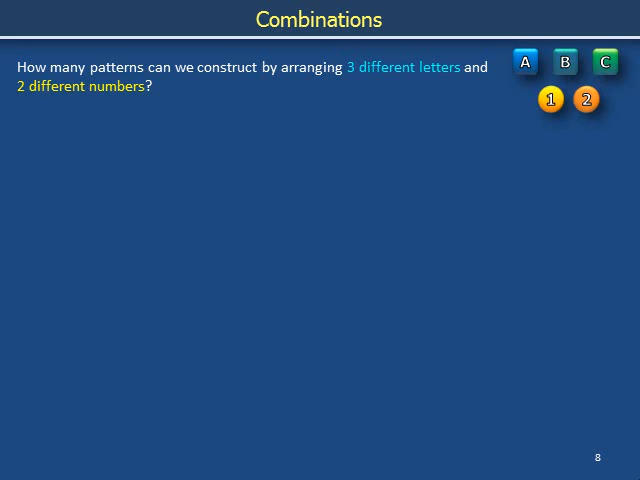 Combinations
How many patterns can we construct by arranging 3 different letters and
2 different numbers?
A B C
1 2
8